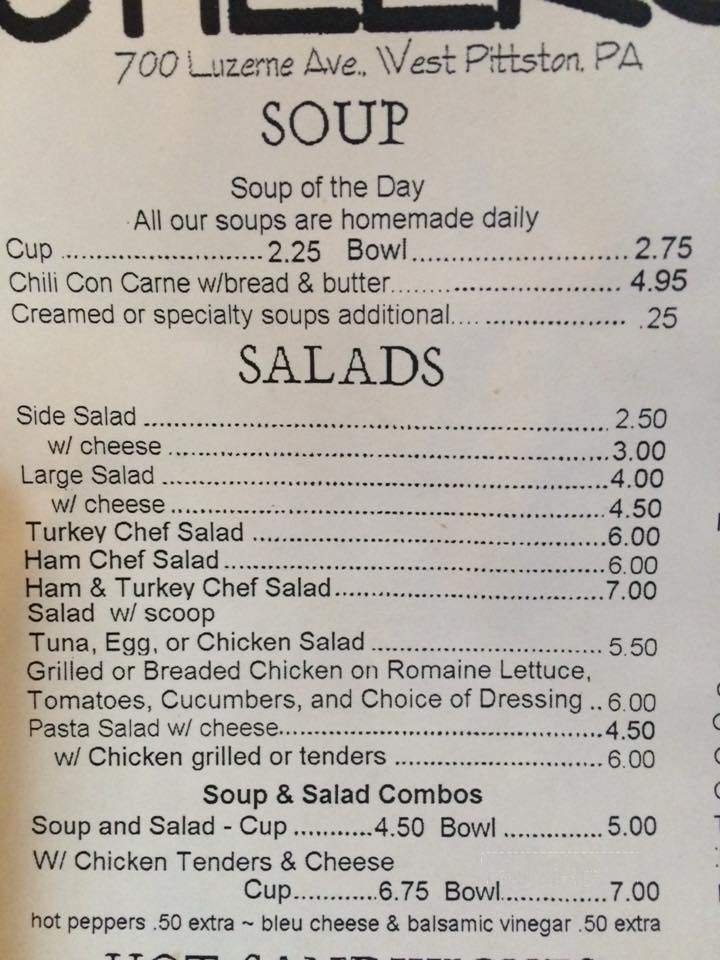 700 Luzerne Ave., West Pittston, PA
SOUP
Soup of the Day
All our soups are homemade daily
Cup ........................... 2.25 Bowl ............................. 2.75
Chili Con Carne w/bread & butter ............................. 4.95
Creamed or specialty soups additional .................... .25
SALADS
Side Salad .............................................................. 2.50
w/ cheese ........................................................... 3.00
Large Salad ............................................................ 4.00
w/ cheese ........................................................... 4.50
Turkey Chef Salad ................................................ 6.00
Ham Chef Salad ................................................... 6.00
Ham & Turkey Chef Salad ..................................... 7.00
Salad w/ scoop
Tuna, Egg, or Chicken Salad ................................ 5.50
Grilled or Breaded Chicken on Romaine Lettuce,
Tomatoes, Cucumbers, and Choice of Dressing .. 6.00
Pasta Salad w/ cheese ............................................ 4.50
w/ Chicken grilled or tenders .............................. 6.00
Soup & Salad Combos
Soup and Salad - Cup ........... 4.50 Bowl .............. 5.00
W/ Chicken Tenders & Cheese
Cup ........... 6.75 Bowl ............... 7.00
hot peppers .50 extra ~ bleu cheese & balsamic vinegar .50 extra